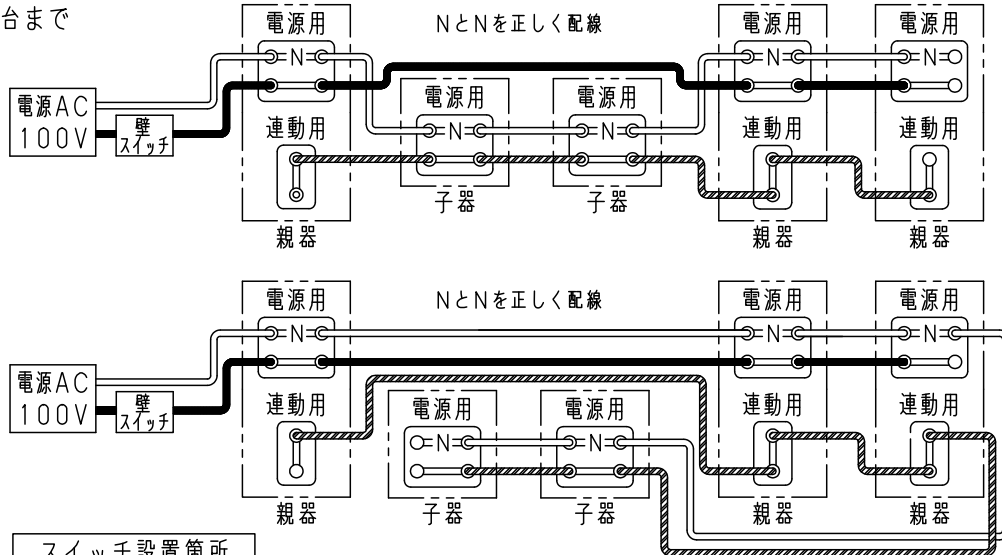 台まで
電源用
NとNを正しく配線
電源用
電源用
N
N
N
電源用
電源用
電源AC
100V
壁
スイッチ
連動用
N
N
連動用
連動用
子器
子器
親器
親器
親器
電源用
NとNを正しく配線
電源用
電源用
N
N
N
電源AC
100V
壁
スイッチ
連動用
電源用
電源用
連動用
連動用
N
N
親器
子器
子器
親器
親器
スイッチ設置箇所